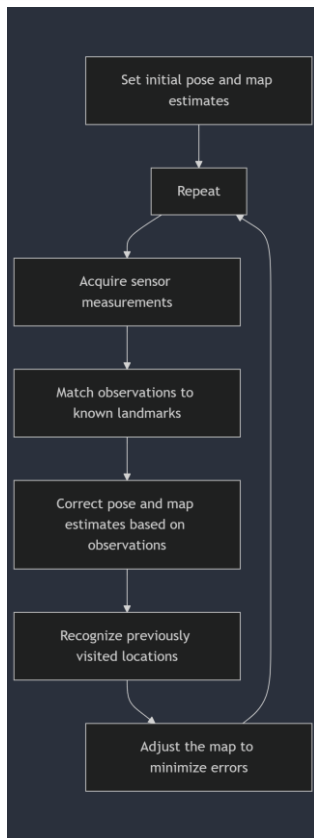 Set initial pose and map
estimates
Repeat
Acquire sensor
measurements
Match observations to
known landmarks
Correct pose and map
estimates based on
observations
Recognize previously
visited locations
Adjust the map to
minimize errors